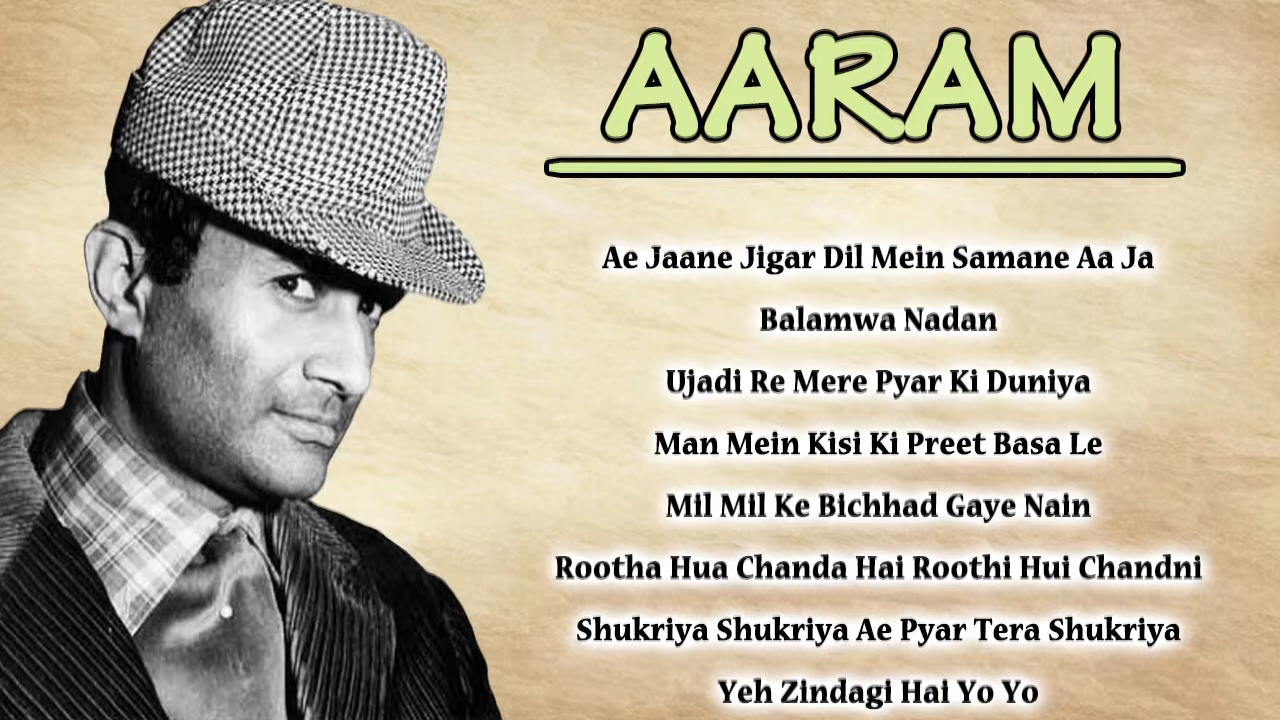 AARAM
Ae Jaane Jigar Dil Mein Samane Aa Ja
Balamwa Nadan
Ujadi Re Mere Pyar Ki Duniya
Man Mein Kisi Ki Preet Basa Le
Mil Mil Ke Bichhad Gaye Nain
Rootha Hua Chanda Hai Roothi Hui Chandni
Shukriya Shukriya Ae Pyar Tera Shukriya
Yeh Zindagi Hai Yo Yo